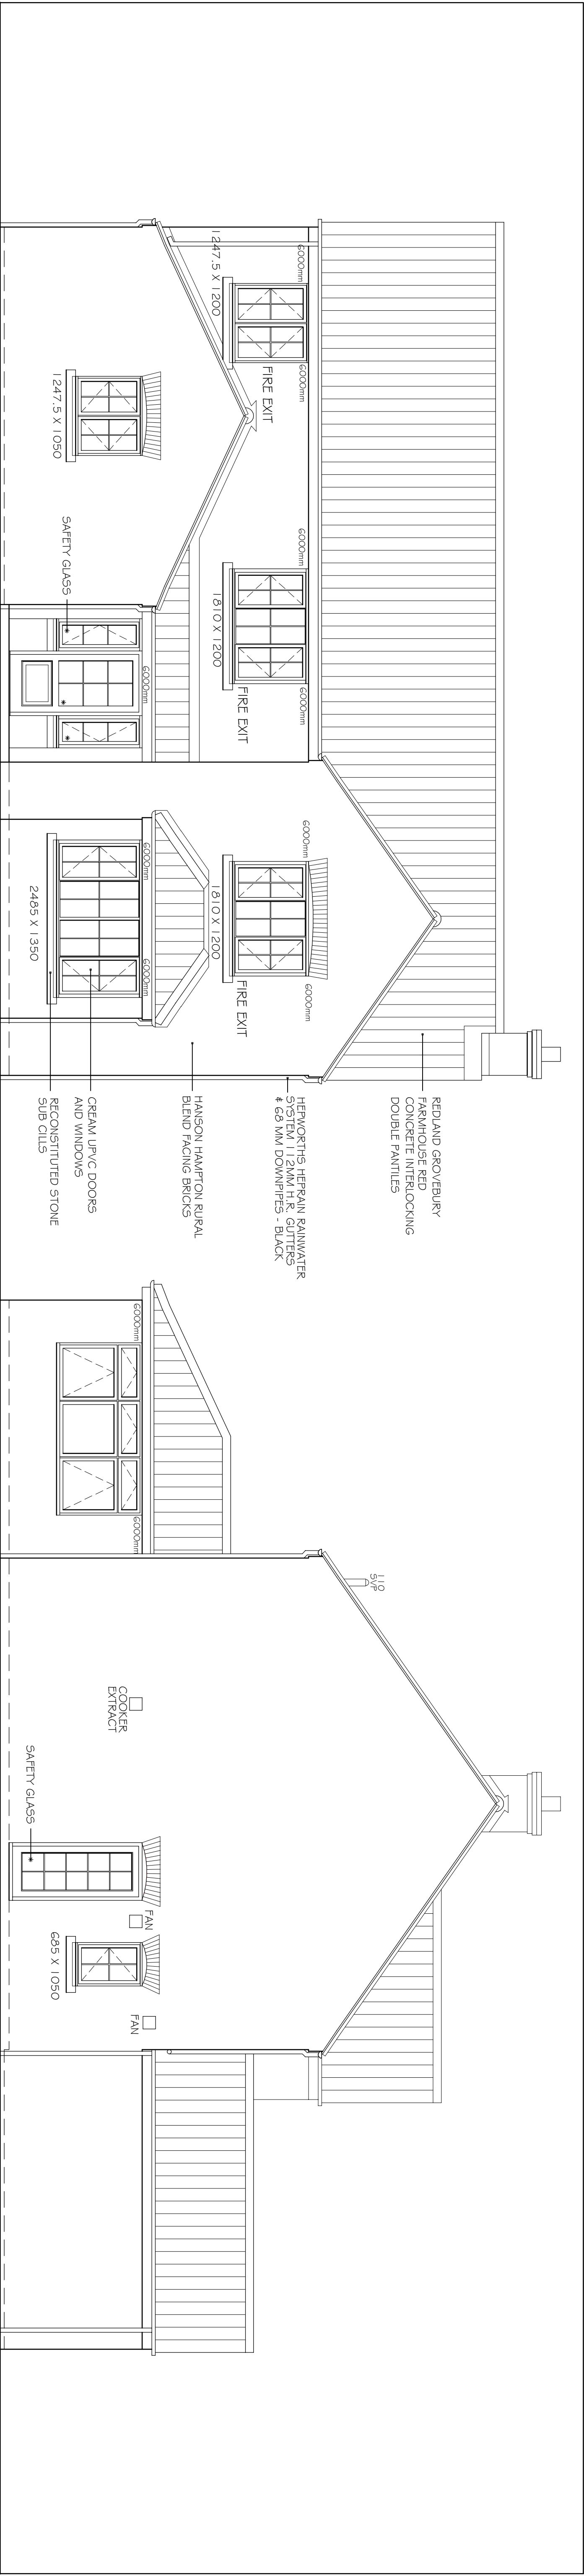 6000mm
6000mm
1247.5 X 1200
FIRE EXIT
1247.5 X 1050
SAFETY GLASS
6000mm
6000mm
1810 X 1200
FIRE EXIT
6000mm
6000mm
6000mm
1810 X 1200
FIRE EXIT
6000mm
6000mm
2485 X 1350
REDLAND GROVEBURY
FARMHOUSE RED
CONCRETE INTERLOCKING
DOUBLE PANTILES
HEPWORTHS HEPRAIN RAINWATER
SYSTEM 112MM H.R. GUTTERS
& 68 MM DOWNPIPES - BLACK
HANSON HAMPTON RURAL
BLEND FACING BRICKS
CREAM UPVC DOORS
AND WINDOWS
RECONSTITUTED STONE
SUB CILLS
6000mm
6000mm
110
SVP
COOKER
EXTRACT
SAFETY GLASS
FAN
685 X 1050
FAN